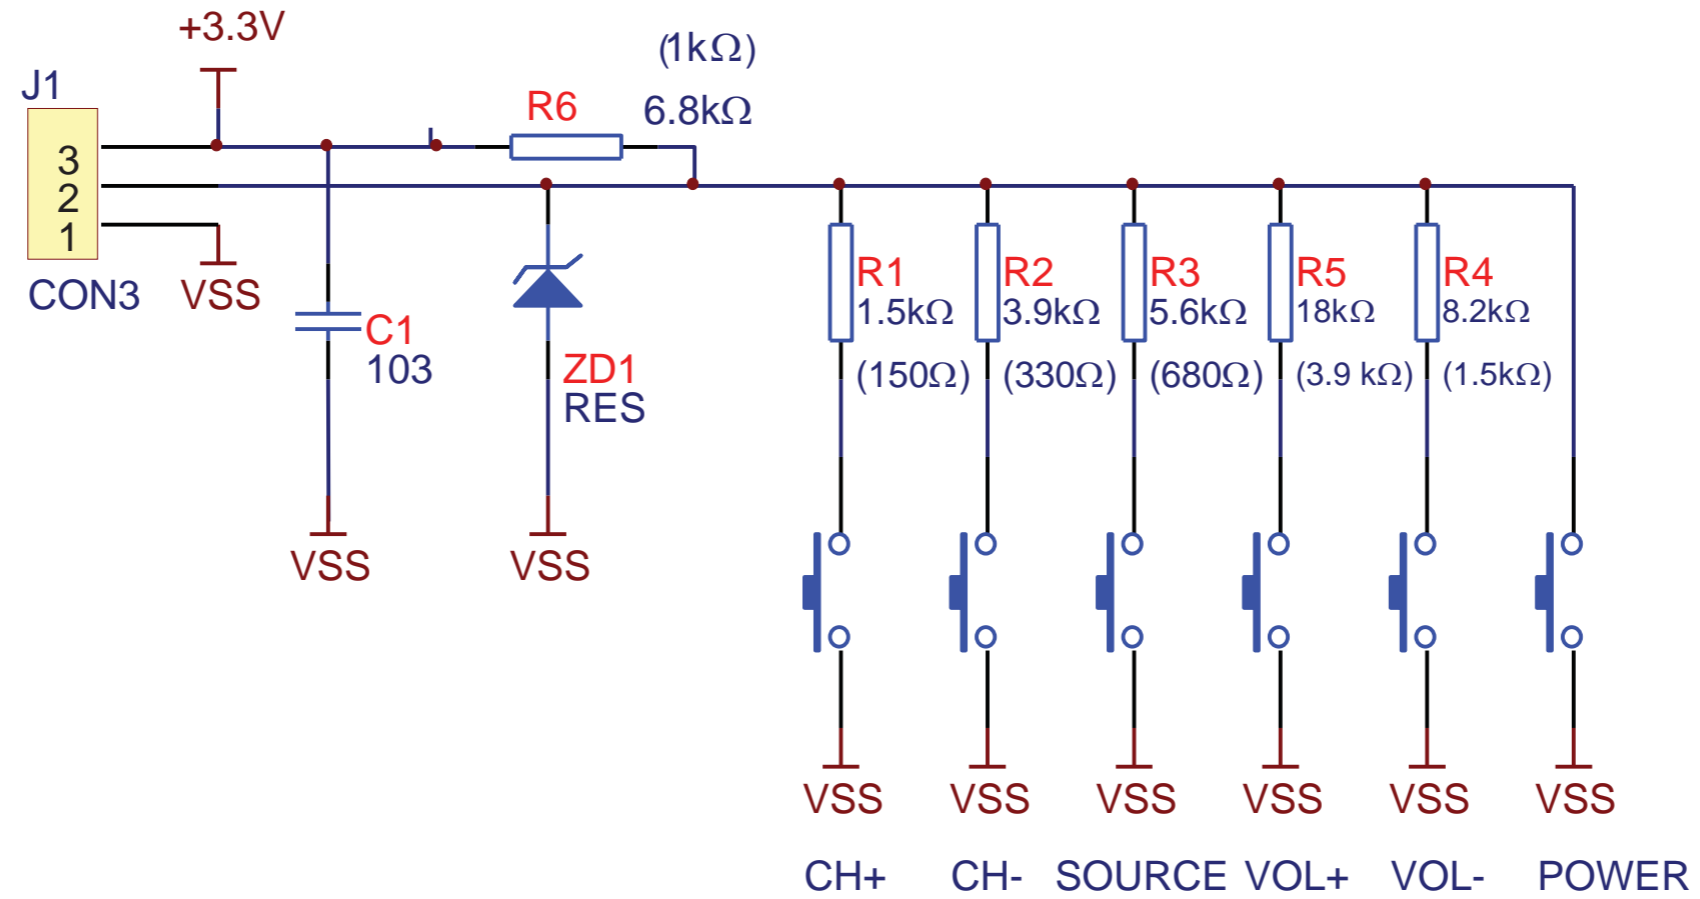 +3.3V
(1kΩ)
J1
R6
6.8kΩ
3
2
1
CON3
VSS
C1
103
ZD1
RES
VSS
VSS
R1
1.5kΩ
(150Ω)
R2
3.9kΩ
(330Ω)
R3
5.6kΩ
(680Ω)
R5
18kΩ
(3.9 kΩ)
R4
8.2kΩ
(1.5kΩ)
VSS
VSS
VSS
VSS
VSS
VSS
CH+
CH-
SOURCE
VOL+
VOL-
POWER